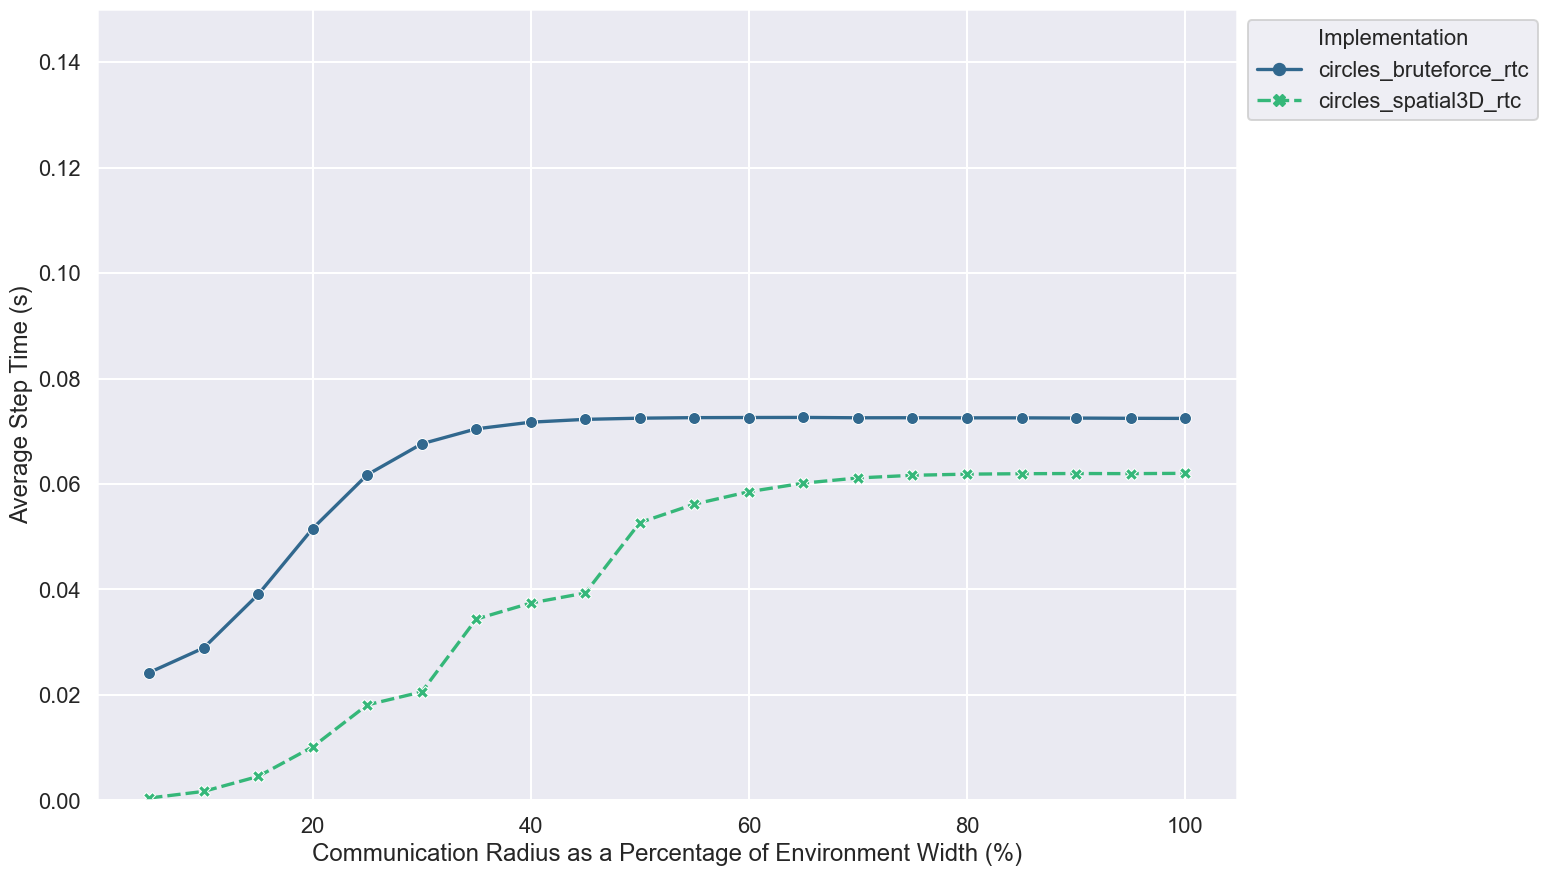 Implementation
circles_bruteforce_rtc
circles_spatial3D_rtc
Average Step Time (s)
0.14
0.12
0.10
0.08
0.06
0.04
0.02
0.00
20 40 60 80 100
Communication Radius as a Percentage of Environment Width (%)